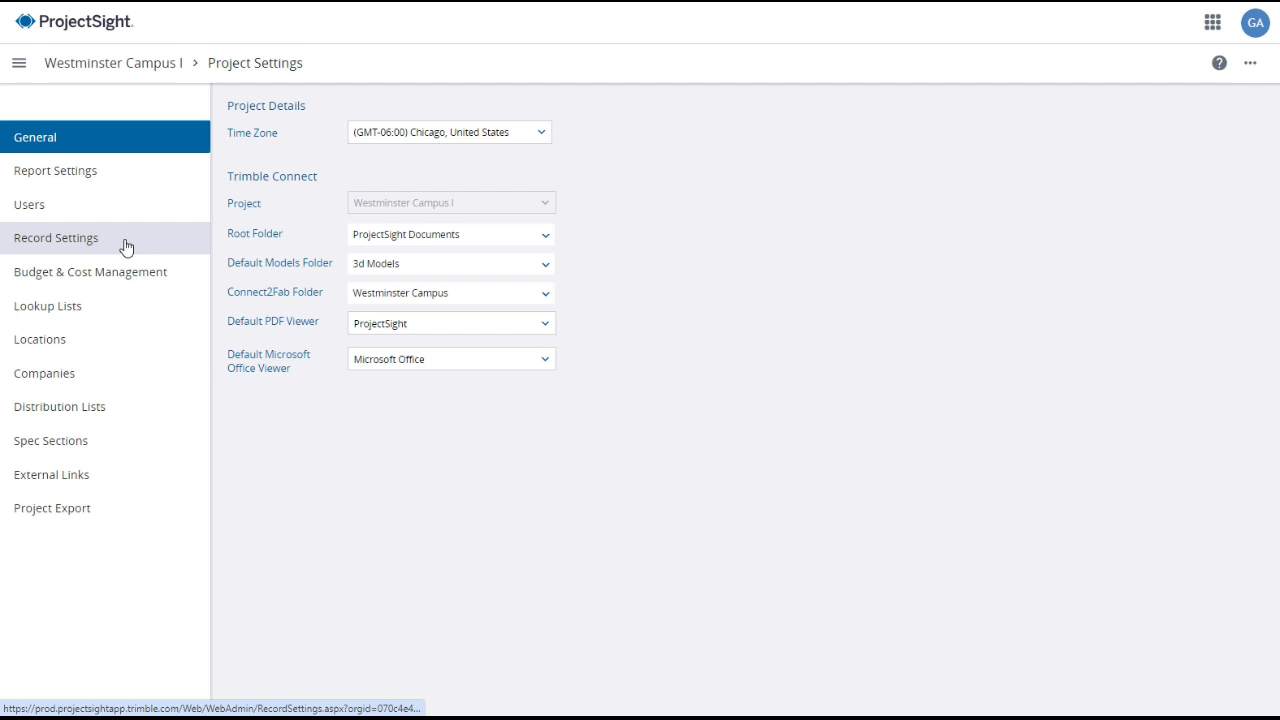 ProjectSight.
GA
Westminster Campus I > Project Settings
?
General
Report Settings
Users
Record Settings
Budget & Cost Management
Lookup Lists
Locations
Companies
Distribution Lists
Spec Sections
External Links
Project Export
Project Details
Time Zone (GMT-06:00) Chicago, United States
Trimble Connect
Project Westminster Campus I
Root Folder ProjectSight Documents
Default Models Folder 3d Models
Connect2Fab Folder Westminster Campus
Default PDF Viewer ProjectSight
Default Microsoft
Office Viewer Microsoft Office
https://prod.projectsightapp.trimble.com/Web/WebAdmin/RecordSettings.aspx?orgid=070c4e4...